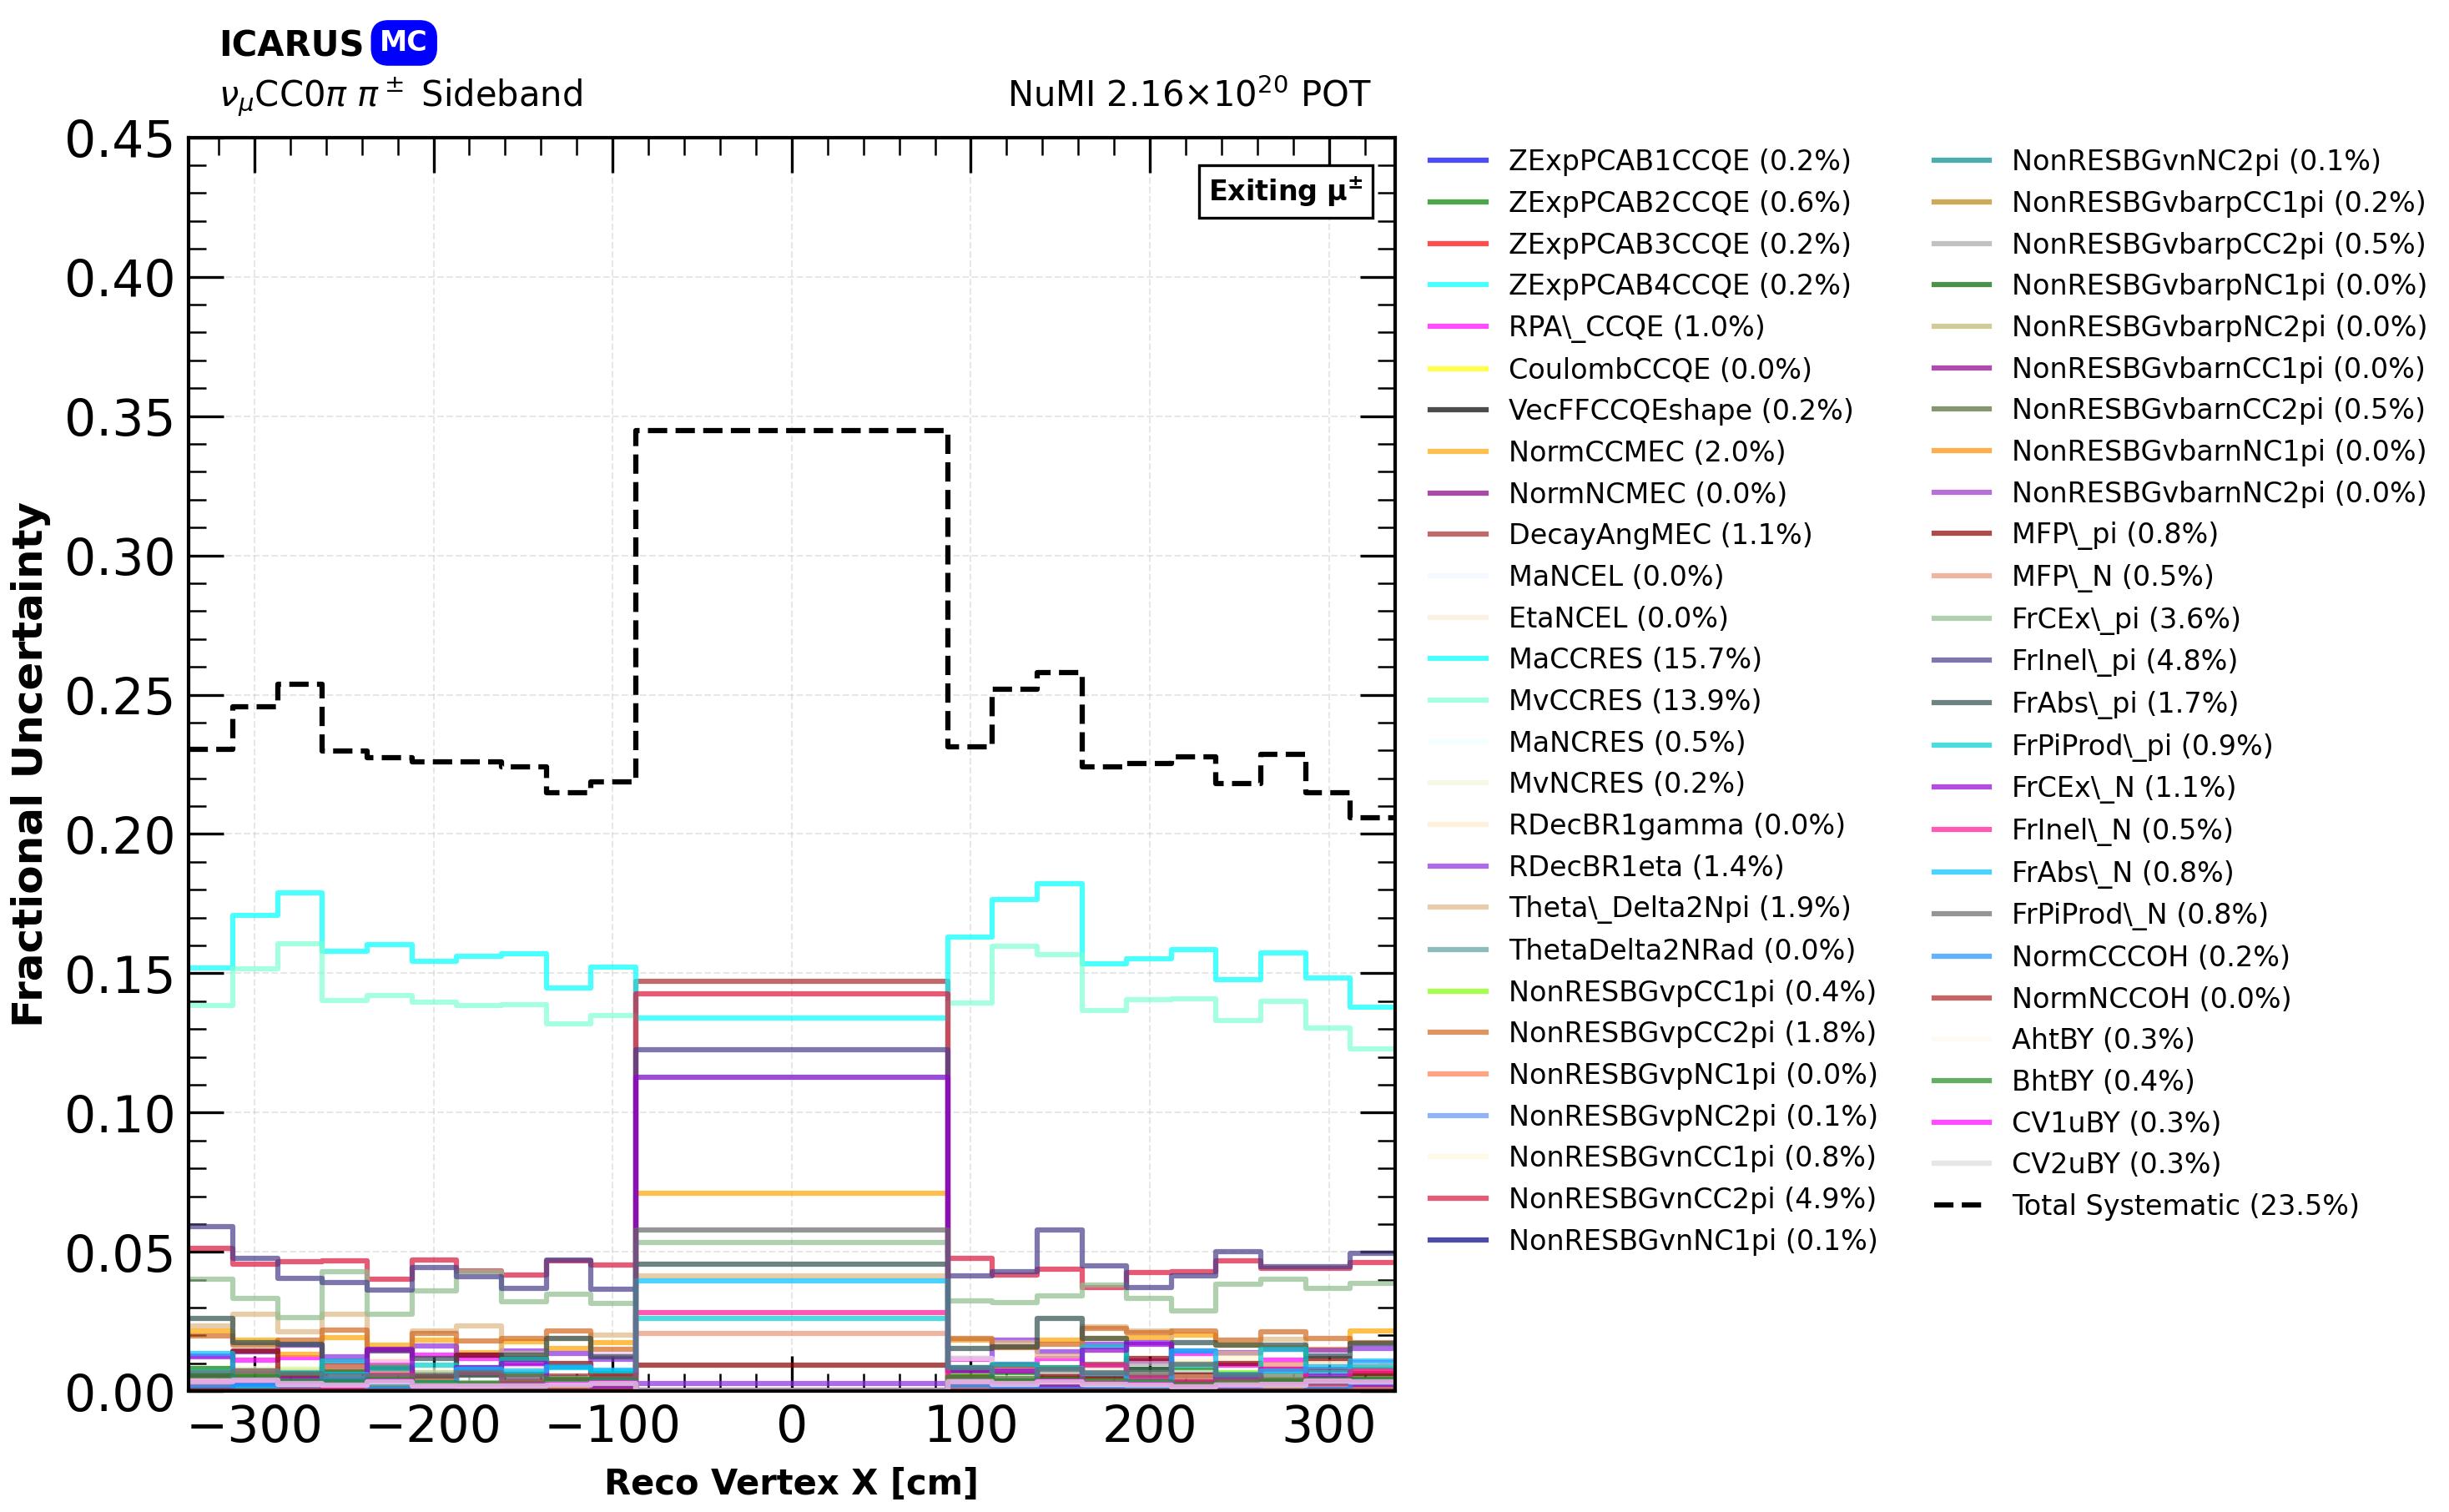 ICARUS MC
νμCC0π π± Sideband
NuMI 2.16×10²⁰ POT
Exiting μ±
Fractional Uncertainty
0.45
0.40
0.35
0.30
0.25
0.20
0.15
0.10
0.05
0.00
−300 −200 −100 0 100 200 300
Reco Vertex X [cm]
ZExpPCAB1CCQE (0.2%)
ZExpPCAB2CCQE (0.6%)
ZExpPCAB3CCQE (0.2%)
ZExpPCAB4CCQE (0.2%)
RPA\_CCQE (1.0%)
CoulombCCQE (0.0%)
VecFFCCQEshape (0.2%)
NormCCMEC (2.0%)
NormNCMEC (0.0%)
DecayAngMEC (1.1%)
MaNCEL (0.0%)
EtaNCEL (0.0%)
MaCCRES (15.7%)
MvCCRES (13.9%)
MaNCRES (0.5%)
MvNCRES (0.2%)
RDecBR1gamma (0.0%)
RDecBR1eta (1.4%)
Theta\_Delta2Npi (1.9%)
ThetaDelta2NRad (0.0%)
NonRESBGvpCC1pi (0.4%)
NonRESBGvpCC2pi (1.8%)
NonRESBGvpNC1pi (0.0%)
NonRESBGvpNC2pi (0.1%)
NonRESBGvnCC1pi (0.8%)
NonRESBGvnCC2pi (4.9%)
NonRESBGvnNC1pi (0.1%)
NonRESBGvnNC2pi (0.1%)
NonRESBGvbarpCC1pi (0.2%)
NonRESBGvbarpCC2pi (0.5%)
NonRESBGvbarpNC1pi (0.0%)
NonRESBGvbarpNC2pi (0.0%)
NonRESBGvbarnCC1pi (0.0%)
NonRESBGvbarnCC2pi (0.5%)
NonRESBGvbarnNC1pi (0.0%)
NonRESBGvbarnNC2pi (0.0%)
MFP\_pi (0.8%)
MFP\_N (0.5%)
FrCEx\_pi (3.6%)
FrInel\_pi (4.8%)
FrAbs\_pi (1.7%)
FrPiProd\_pi (0.9%)
FrCEx\_N (1.1%)
FrInel\_N (0.5%)
FrAbs\_N (0.8%)
FrPiProd\_N (0.8%)
NormCCCOH (0.2%)
NormNCCOH (0.0%)
AhtBY (0.3%)
BhtBY (0.4%)
CV1uBY (0.3%)
CV2uBY (0.3%)
Total Systematic (23.5%)